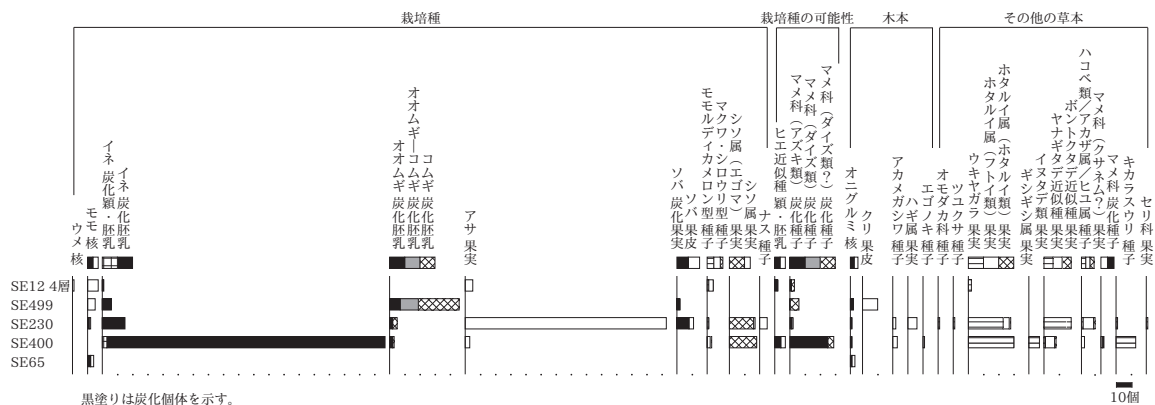 栽培種
栽培種の可能性
木本
その他の草本
ウメ 核
モモ 核
イネ 炭化穎・胚乳
イネ 炭化胚乳
オオムギ 炭化胚乳
オオムギ―コムギ 炭化胚乳
コムギ 炭化胚乳
アサ 果実
ソバ 炭化果実
ソバ 果皮
モモルディカメロン型 種子
マクワ・シロウリ型 種子
シソ属(エゴマ) 果実
シソ属 果実
ナス 種子
ヒエ近似種 穎・胚乳
マメ科(アズキ類) 炭化種子
マメ科(ダイズ類) 炭化種子
マメ科(ダイズ類?) 炭化種子
オニグルミ 核
クリ 果皮
アカメガシワ 種子
ハギ属 果実
エゴノキ 種子
オモダカ科 種子
ツユクサ 種子
ウキヤガラ 果実
ホタルイ属(フトイ類) 果実
ホタルイ属(ホタルイ類) 果実
ギシギシ属 果実
イヌタデ類 果実
ヤナギタデ近似種 果実
ボントクタデ近似種 果実
ハコベ類/アカザ属/ヒユ属 種子
マメ科(クサネム?) 果実
マメ科 炭化種子
キカラスウリ 種子
セリ科 果実
SE12 4層
SE499
SE230
SE400
SE65
黒塗りは炭化個体を示す。
10個